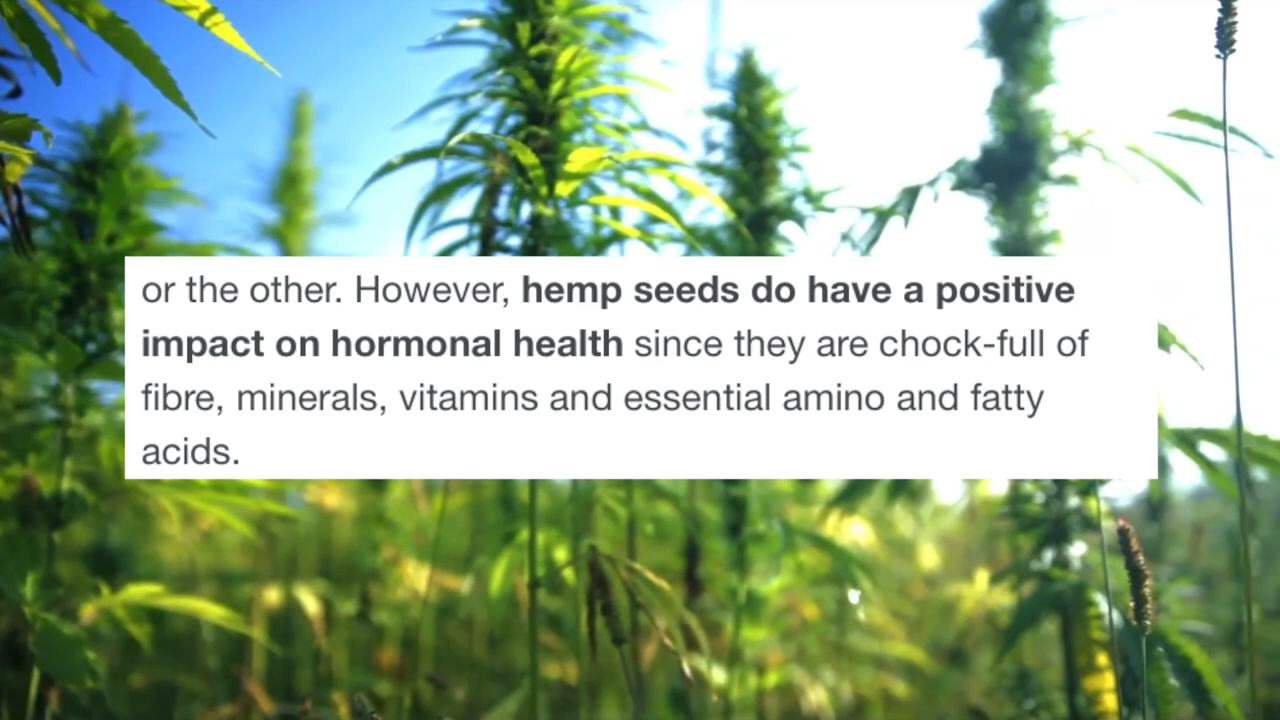 or the other. However, hemp seeds do have a positive
impact on hormonal health since they are chock-full of
fibre, minerals, vitamins and essential amino and fatty
acids.